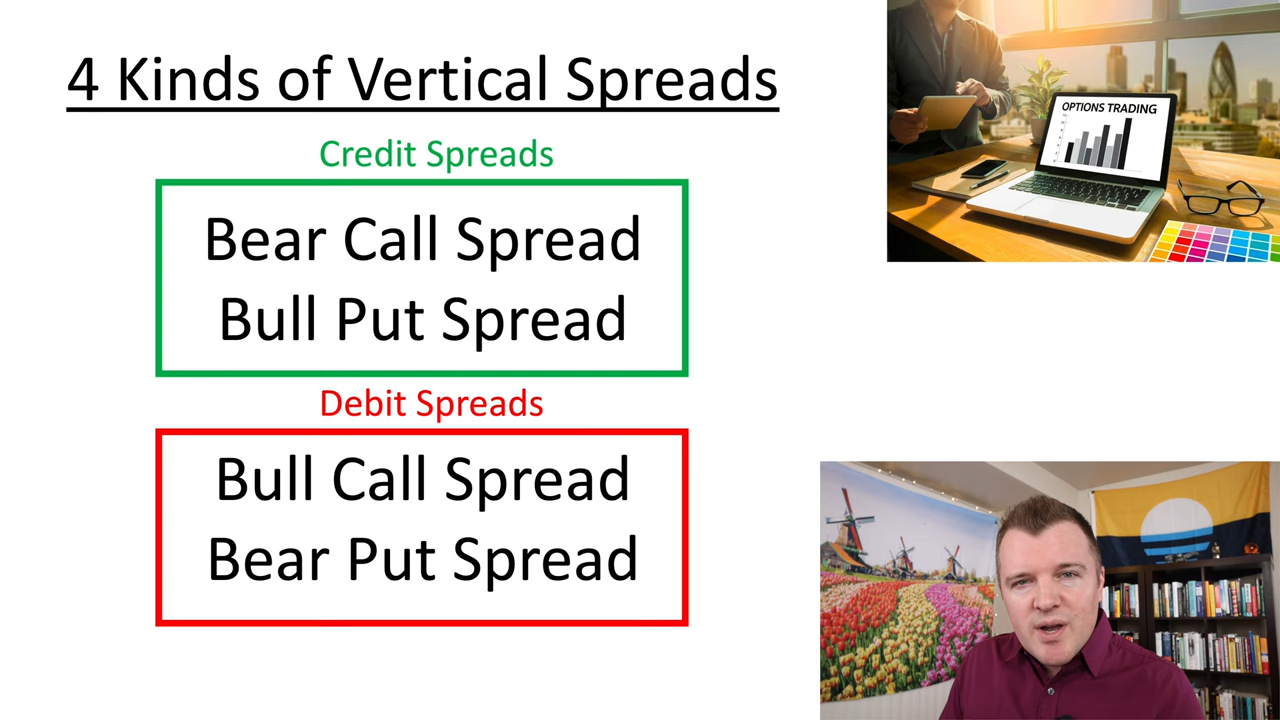 4 Kinds of Vertical Spreads
Credit Spreads
Bear Call Spread
Bull Put Spread
Debit Spreads
Bull Call Spread
Bear Put Spread
OPTIONS TRADING